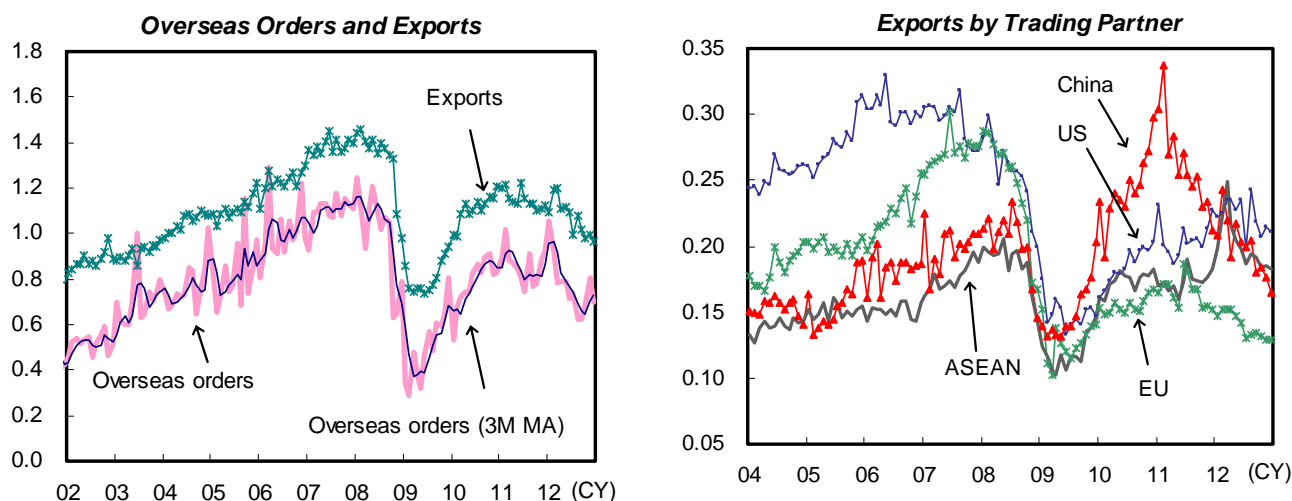 Overseas Orders and Exports
1.8
1.6
1.4
1.2
1.0
0.8
0.6
0.4
0.2
0.0
Exports
Overseas orders
Overseas orders (3M MA)
02 03 04 05 06 07 08 09 10 11 12 (CY)
Exports by Trading Partner
0.35
0.30
0.25
0.20
0.15
0.10
0.05
China
US
ASEAN
EU
04 05 06 07 08 09 10 11 12 (CY)